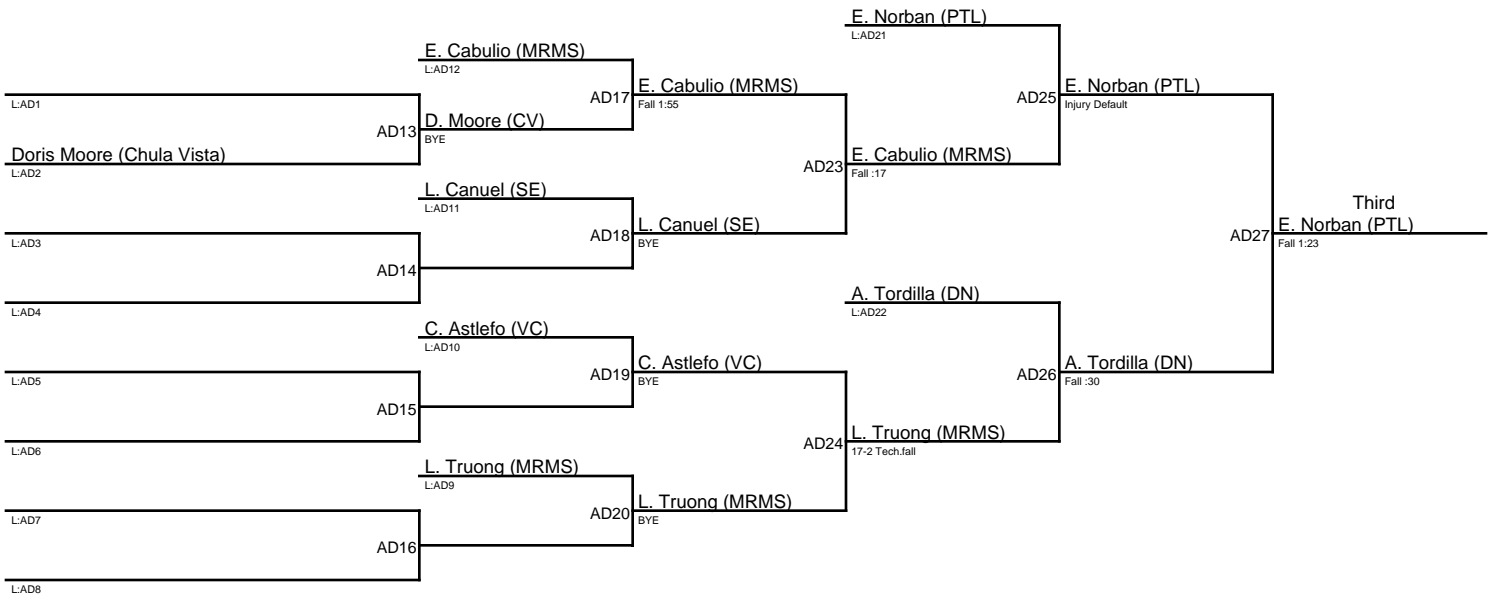 E. Norban (PTL)
L:AD21
E. Cabulio (MRMS)
L:AD12
AD17
E. Cabulio (MRMS)
Fall 1:55
AD25
E. Norban (PTL)
Injury Default
L:AD1
AD13
D. Moore (CV)
BYE
Doris Moore (Chula Vista)
L:AD2
AD23
E. Cabulio (MRMS)
Fall :17
L. Canuel (SE)
L:AD11
Third
L:AD3
AD18
L. Canuel (SE)
BYE
AD27
E. Norban (PTL)
Fall 1:23
AD14
L:AD4
A. Tordilla (DN)
L:AD22
C. Astlefo (VC)
L:AD10
L:AD5
AD19
C. Astlefo (VC)
BYE
AD26
A. Tordilla (DN)
Fall :30
AD15
L:AD6
AD24
L. Truong (MRMS)
17-2 Tech.fall
L. Truong (MRMS)
L:AD9
L:AD7
AD20
L. Truong (MRMS)
BYE
AD16
L:AD8